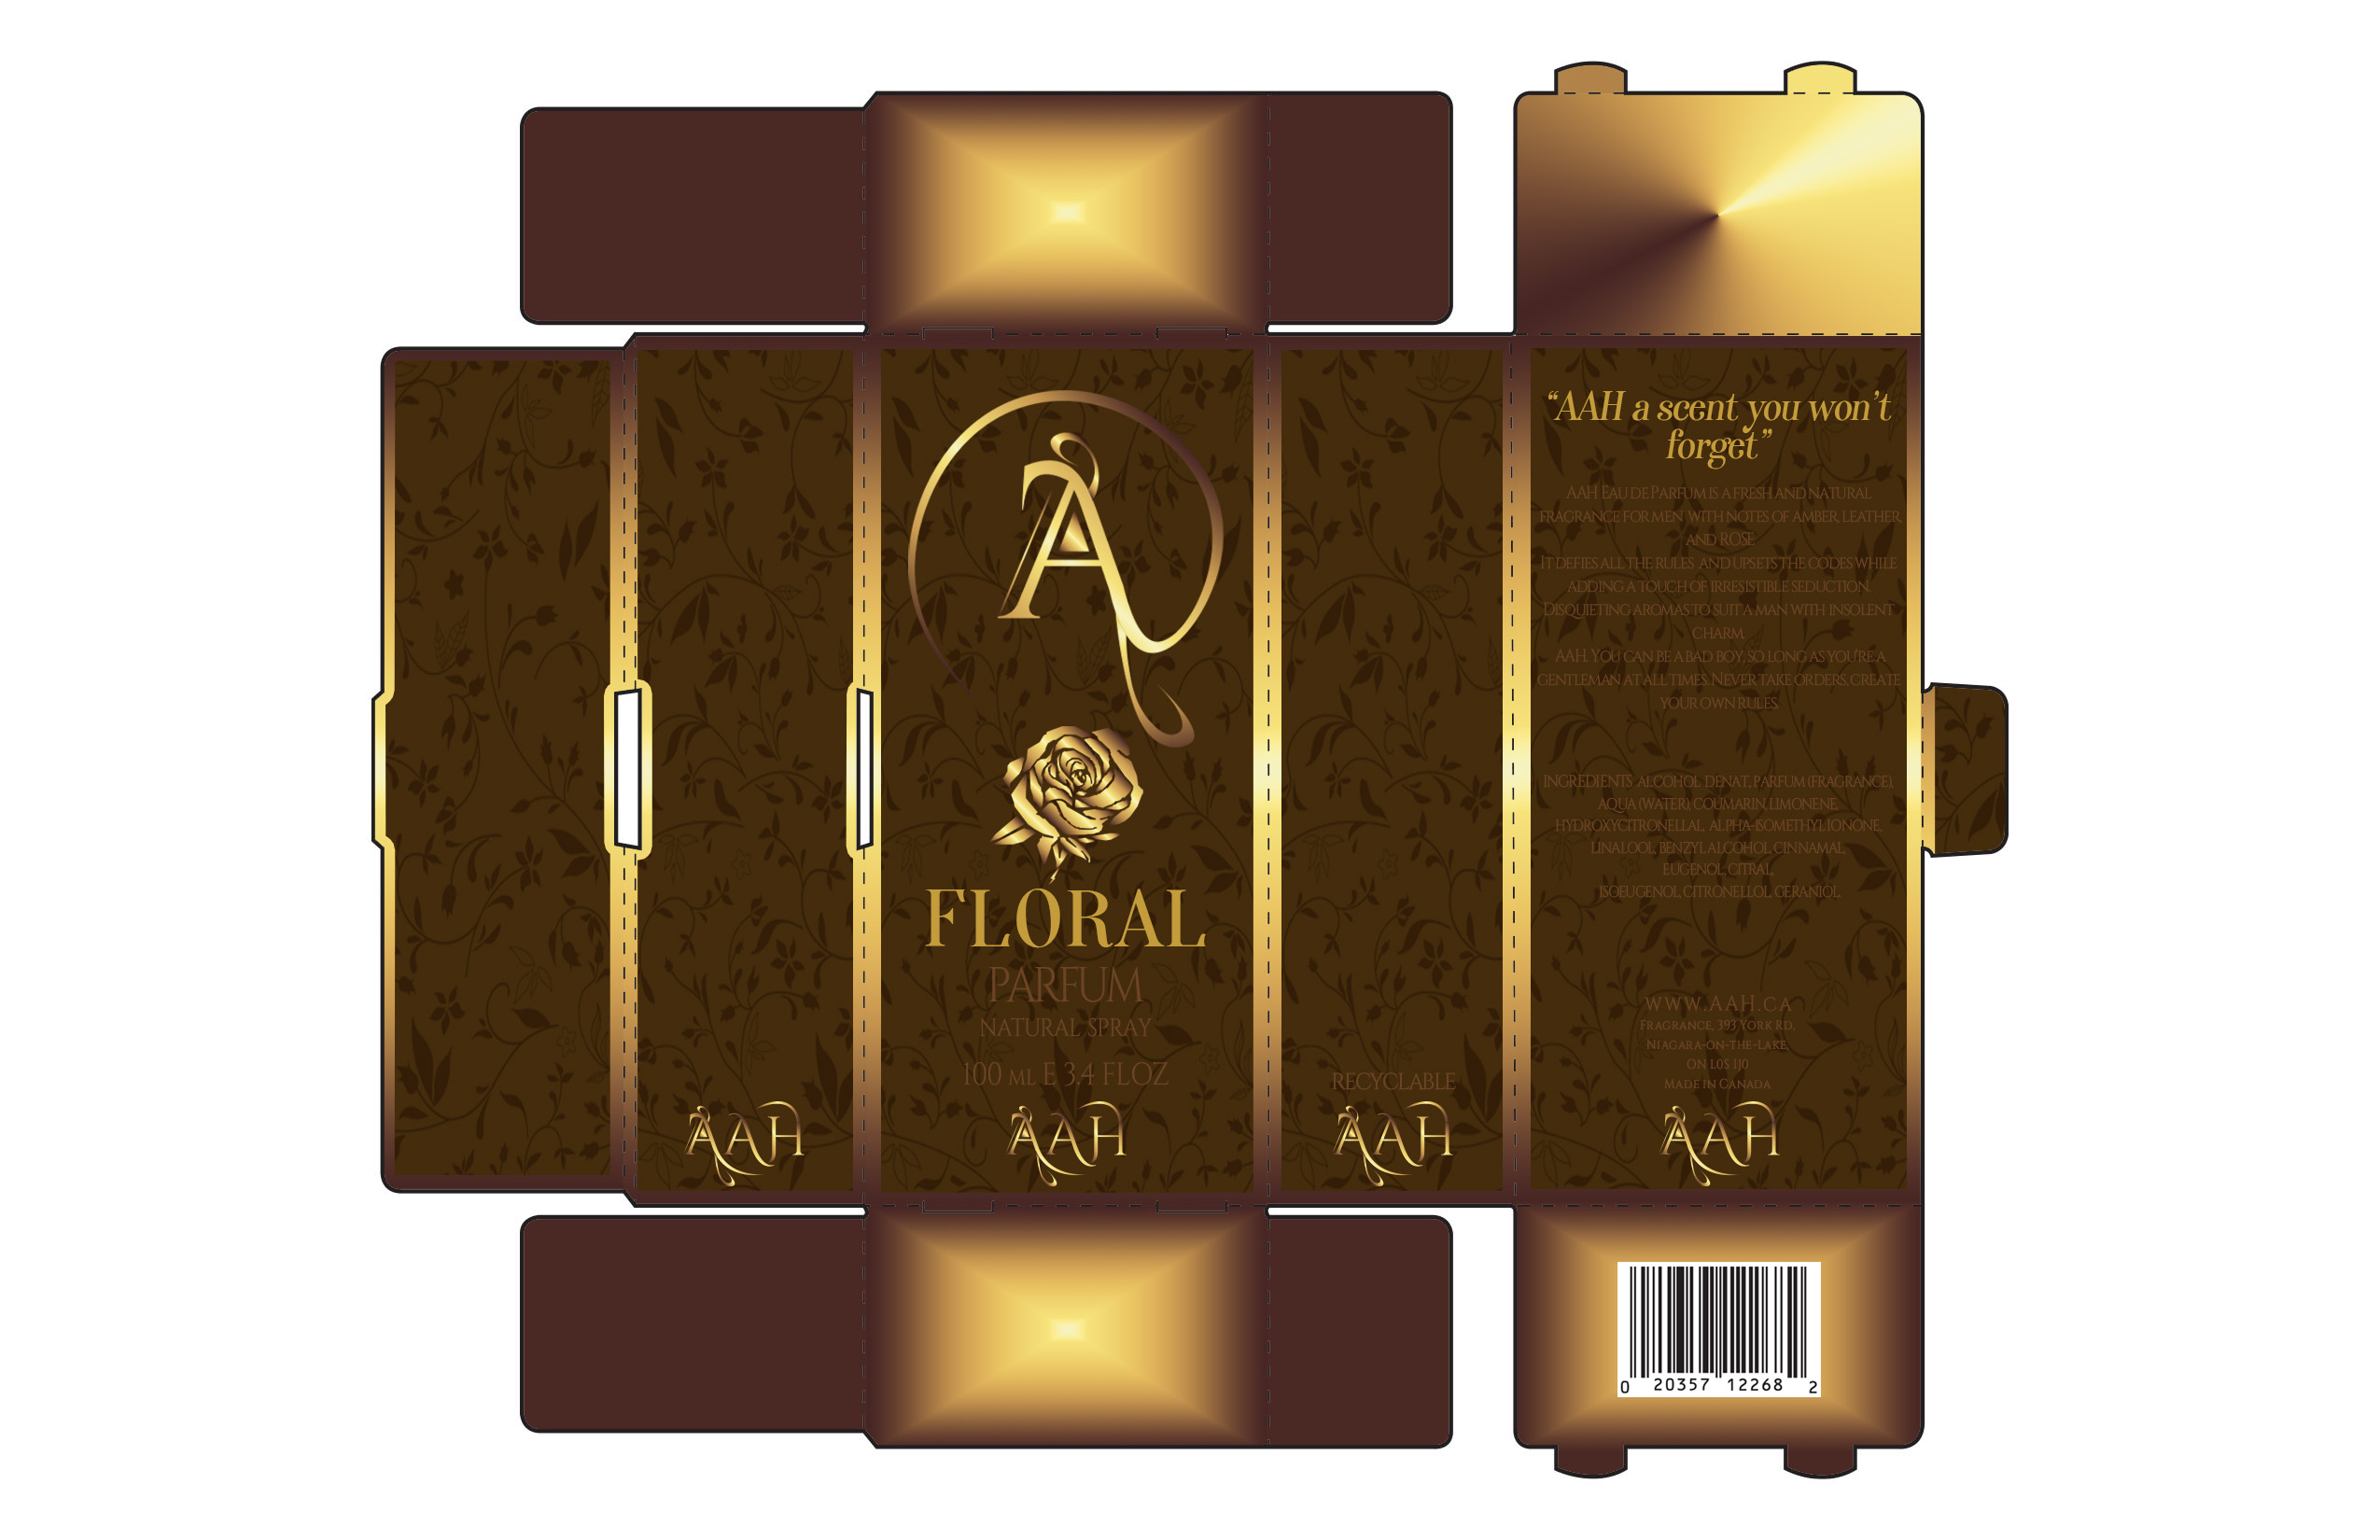 A
FLORAL
PARFUM
NATURAL SPRAY
100 ML E 3.4 FLOZ
AAH
AAH
RECYCLABLE
AAH
“AAH a scent you won’t
forget”
AAH EAU DE PARFUM IS A FRESH AND NATURAL
FRAGRANCE FOR MEN WITH NOTES OF AMBER, LEATHER,
AND ROSE.
IT DEFIES ALL THE RULES AND UPSETS THE CODES WHILE
ADDING A TOUCH OF IRRESISTIBLE SEDUCTION.
DISQUIETING AROMAS TO SUIT A MAN WITH INSOLENT
CHARM.
AAH. YOU CAN BE A BAD BOY, SO LONG AS YOU'RE A
GENTLEMAN AT ALL TIMES. NEVER TAKE ORDERS, CREATE
YOUR OWN RULES.
INGREDIENTS ALCOHOL DENAT., PARFUM (FRAGRANCE),
AQUA (WATER), COUMARIN, LIMONENE,
HYDROXYCITRONELLAL, ALPHA-ISOMETHYL IONONE,
LINALOOL, BENZYL ALCOHOL, CINNAMAL,
EUGENOL, CITRAL,
ISOEUGENOL, CITRONELLOL, GERANIOL.
WWW.AAH.CA
FRAGRANCE, 393 YORK RD,
NIAGARA-ON-THE-LAKE,
ON L0S 1J0
MADE IN CANADA
AAH
0 20357 12268 2